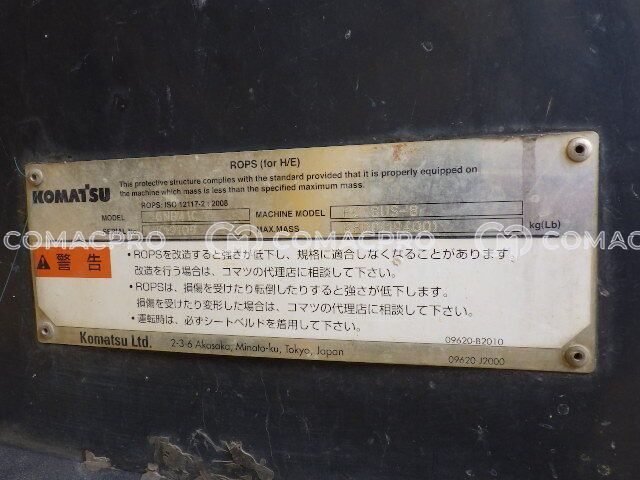 ROPS (for H/E)
KOMATSU
This protective structure complies with the standard provided that it is properly equipped on
the machine which mass is less than the specified maximum mass.
ROPS: ISO 12117-2 : 2008
MODEL
MACHINE MODEL
SERIAL No.
MAX.MASS
kg(Lb)
COMACPRO COMACPRO COMACPRO
警告
・ROPSを改造すると強さが低下し、規格に適合しなくなることがあります。
改造を行う場合は、コマツの代理店に相談して下さい。
・ROPSは、損傷を受けたり転倒したりすると強さが低下します。
損傷を受けたり変形した場合は、コマツの代理店に相談して下さい。
・運転時は、必ずシートベルトを着用して下さい。
09620-B2010
Komatsu Ltd.
2-3-6 Akasaka, Minato-ku, Tokyo, Japan
09620-J2000